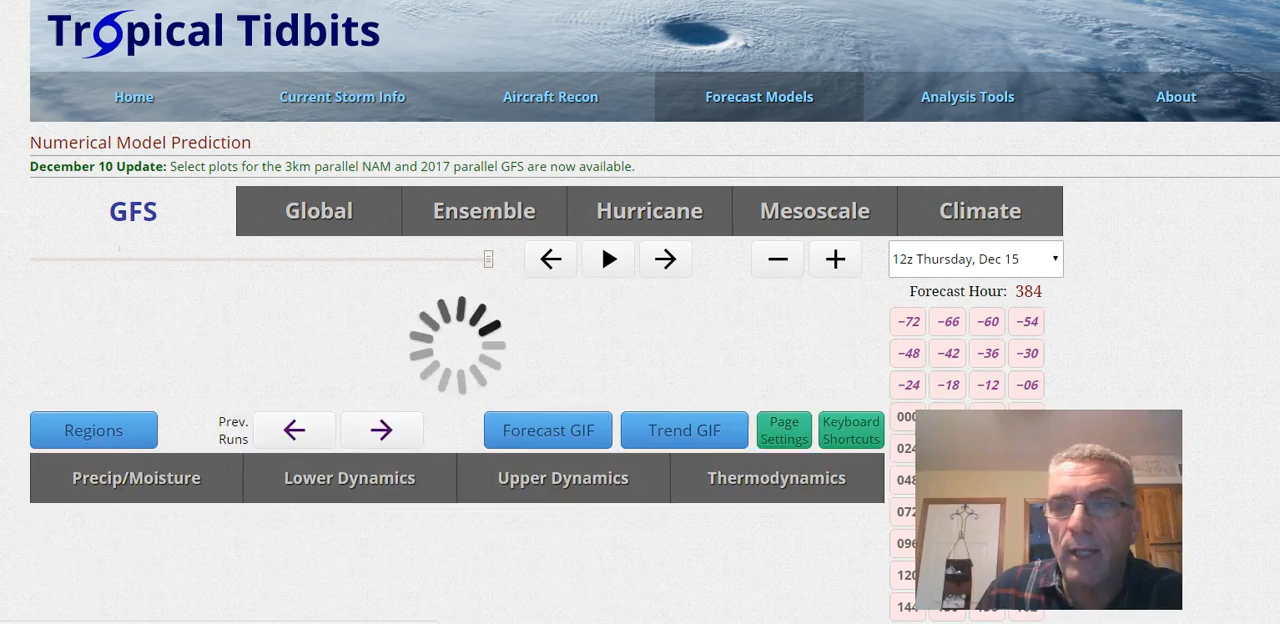 Tropical Tidbits
Home Current Storm Info Aircraft Recon Forecast Models Analysis Tools About
Numerical Model Prediction
December 10 Update: Select plots for the 3km parallel NAM and 2017 parallel GFS are now available.
GFS Global Ensemble Hurricane Mesoscale Climate
12z Thursday, Dec 15
Forecast Hour: 384
−72 −66 −60 −54
−48 −42 −36 −30
−24 −18 −12 −06
000
024
048
072
096
120
144
Regions Prev. Runs Forecast GIF Trend GIF Page Settings Keyboard Shortcuts
Precip/Moisture Lower Dynamics Upper Dynamics Thermodynamics